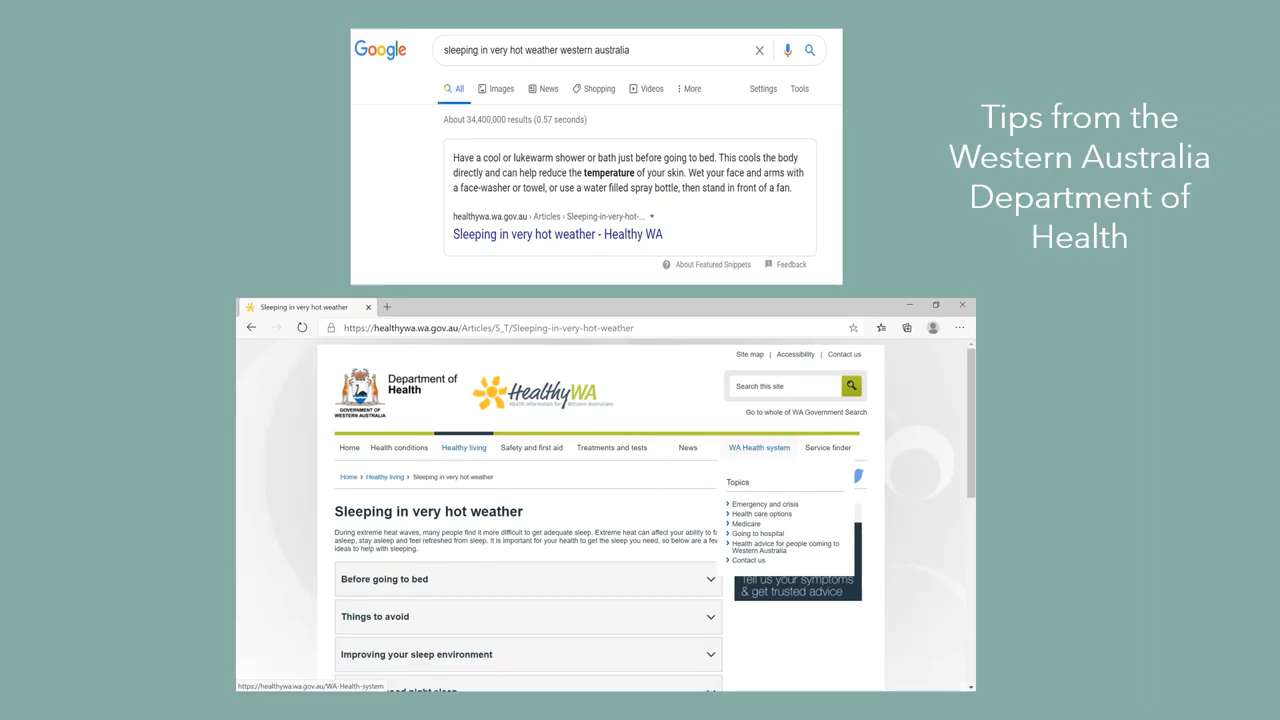 Google
sleeping in very hot weather western australia
All Images News Shopping Videos More Settings Tools
About 34,400,000 results (0.57 seconds)
Have a cool or lukewarm shower or bath just before going to bed. This cools the body
directly and can help reduce the temperature of your skin. Wet your face and arms with
a face-washer or towel, or use a water filled spray bottle, then stand in front of a fan.
healthywa.wa.gov.au › Articles › Sleeping-in-very-hot-...
Sleeping in very hot weather - Healthy WA
About Featured Snippets Feedback
Tips from the
Western Australia
Department of
Health
Sleeping in very hot weather
https://healthywa.wa.gov.au/Articles/S_T/Sleeping-in-very-hot-weather
Site map | Accessibility | Contact us
Department of
Health
GOVERNMENT OF
WESTERN AUSTRALIA
HealthyWA
Health information for Western Australians
Search this site
Go to whole of WA Government Search
Home Health conditions Healthy living Safety and first aid Treatments and tests News WA Health system Service finder
Home › Healthy living › Sleeping in very hot weather
Topics
Emergency and crisis
Health care options
Medicare
Going to hospital
Health advice for people coming to
Western Australia
Contact us
Sleeping in very hot weather
During extreme heat waves, many people find it more difficult to get adequate sleep. Extreme heat can affect your ability to
asleep, stay asleep and feel refreshed from sleep. It is important for your health to get the sleep you need, so below are a few
ideas to help with sleeping.
Before going to bed
Things to avoid
Improving your sleep environment
Tell us your symptoms
& get trusted advice
https://healthywa.wa.gov.au/WA-Health-system